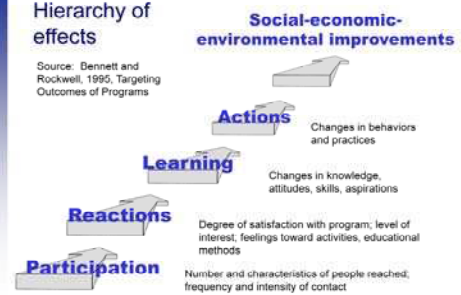 Hierarchy of
effects
Source: Bennett and
Rockwell, 1995, Targeting
Outcomes of Programs
Social-economic-
environmental improvements
Actions
Changes in behaviors
and practices
Learning
Changes in knowledge,
attitudes, skills, aspirations
Reactions
Degree of satisfaction with program; level of
interest; feelings toward activities, educational
methods
Participation
Number and characteristics of people reached;
frequency and intensity of contact